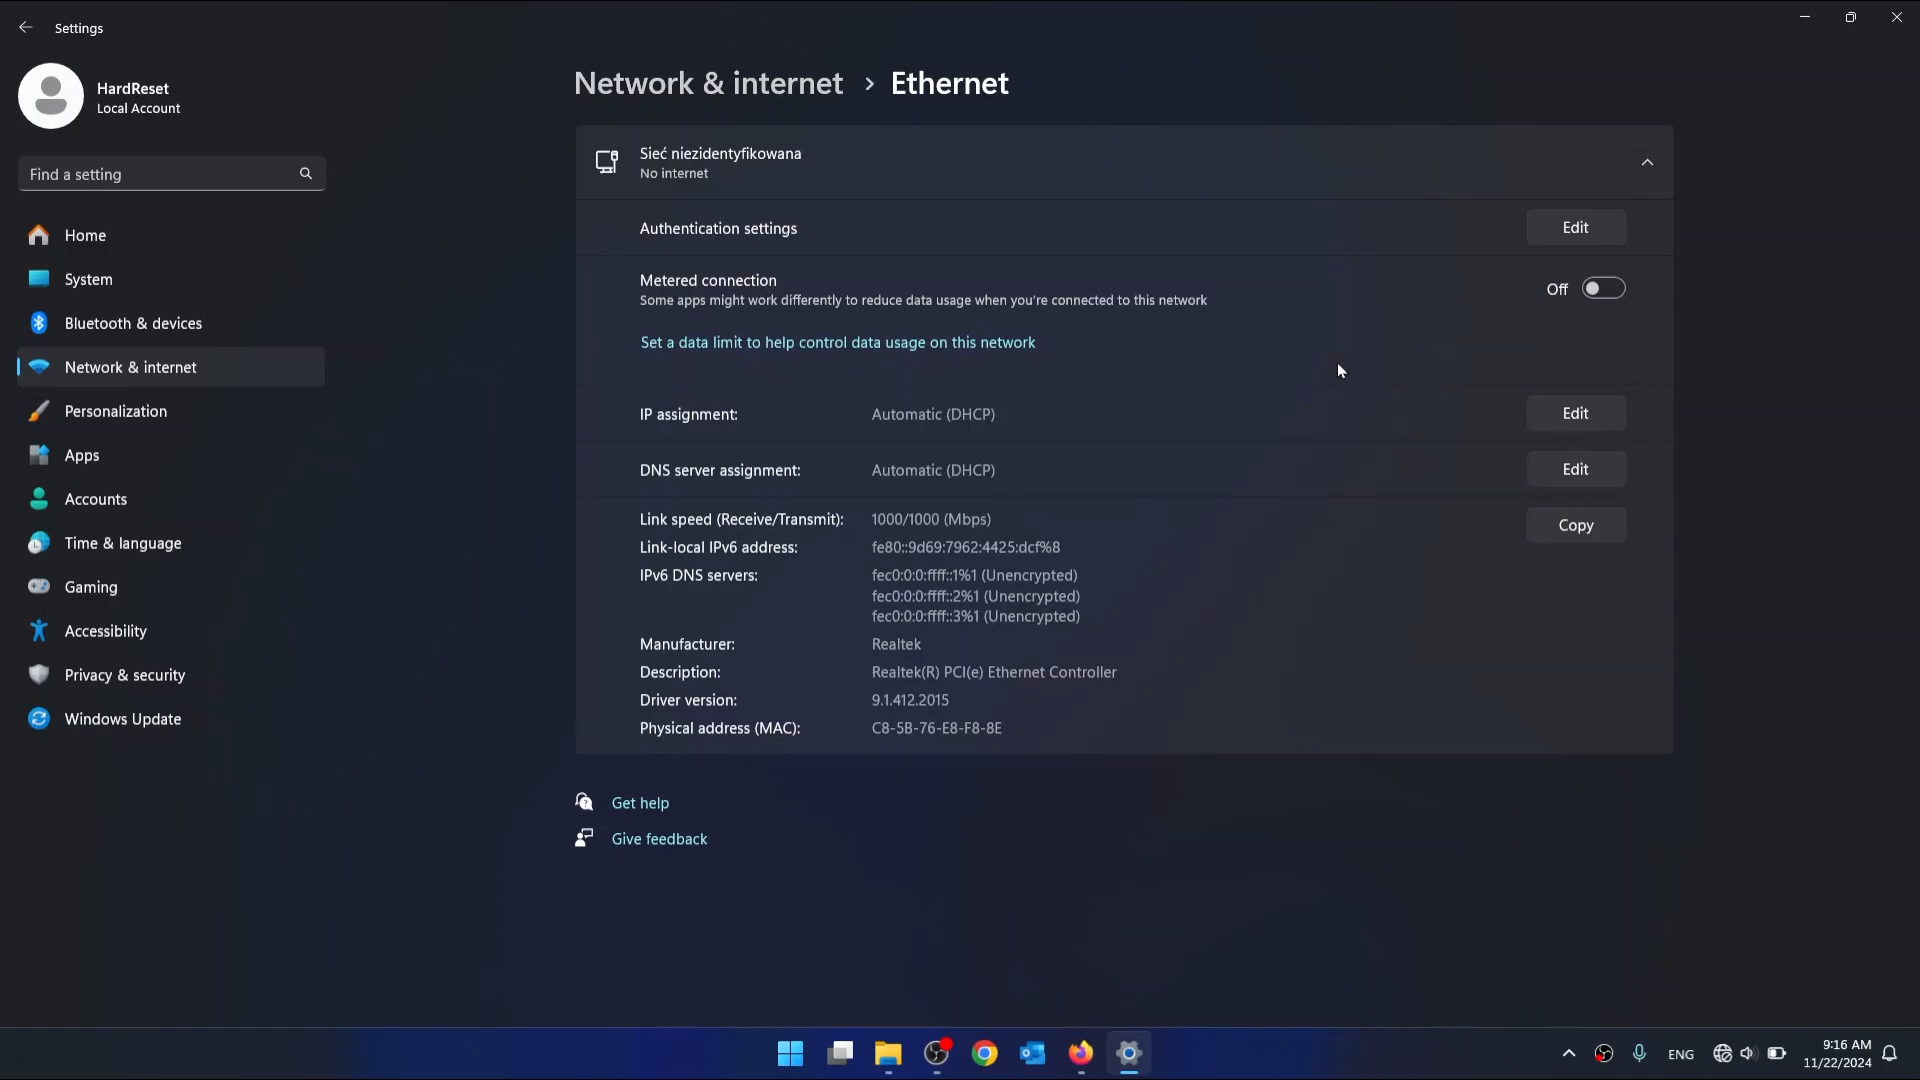 Settings
HardReset
Local Account
Find a setting
Home
System
Bluetooth & devices
Network & internet
Personalization
Apps
Accounts
Time & language
Gaming
Accessibility
Privacy & security
Windows Update
Network & internet › Ethernet
Sieć niezidentyfikowana
No internet
Authentication settings Edit
Metered connection
Some apps might work differently to reduce data usage when you're connected to this network
Off
Set a data limit to help control data usage on this network
IP assignment: Automatic (DHCP) Edit
DNS server assignment: Automatic (DHCP) Edit
Link speed (Receive/Transmit): 1000/1000 (Mbps) Copy
Link-local IPv6 address: fe80::9d69:7962:4425:dcf%8
IPv6 DNS servers: fec0:0:0:ffff::1%1 (Unencrypted)
fec0:0:0:ffff::2%1 (Unencrypted)
fec0:0:0:ffff::3%1 (Unencrypted)
Manufacturer: Realtek
Description: Realtek(R) PCI(e) Ethernet Controller
Driver version: 9.1.412.2015
Physical address (MAC): C8-5B-76-E8-F8-8E
Get help
Give feedback
ENG
9:16 AM
11/22/2024